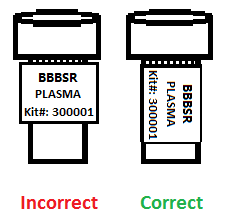 BBBSR
PLASMA
Kit#: 300001
BBBSR
PLASMA
Kit#: 300001
Incorrect
Correct